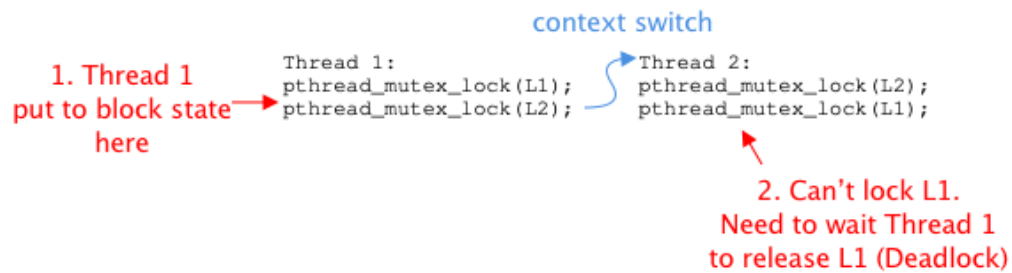 context switch
1. Thread 1
put to block state
here
Thread 1:
pthread_mutex_lock(L1);
pthread_mutex_lock(L2);
Thread 2:
pthread_mutex_lock(L2);
pthread_mutex_lock(L1);
2. Can't lock L1.
Need to wait Thread 1
to release L1 (Deadlock)